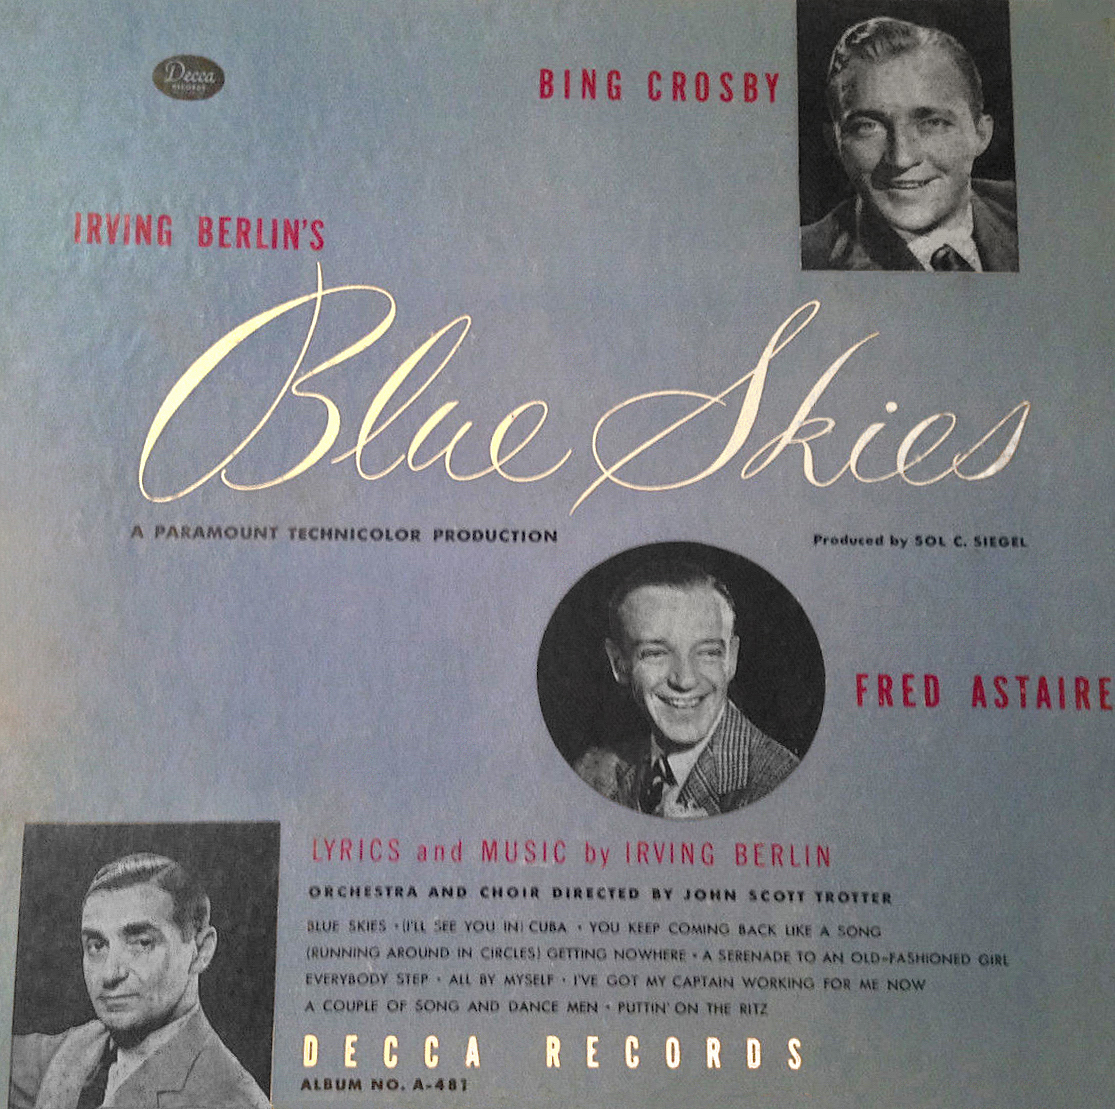 Decca
RECORDS
BING CROSBY
IRVING BERLIN'S
Blue Skies
A PARAMOUNT TECHNICOLOR PRODUCTION
Produced by SOL C. SIEGEL
FRED ASTAIRE
LYRICS and MUSIC by IRVING BERLIN
ORCHESTRA AND CHOIR DIRECTED BY JOHN SCOTT TROTTER
BLUE SKIES • (I'LL SEE YOU IN) CUBA • YOU KEEP COMING BACK LIKE A SONG
(RUNNING AROUND IN CIRCLES) GETTING NOWHERE • A SERENADE TO AN OLD-FASHIONED GIRL
EVERYBODY STEP • ALL BY MYSELF • I'VE GOT MY CAPTAIN WORKING FOR ME NOW
A COUPLE OF SONG AND DANCE MEN • PUTTIN' ON THE RITZ
DECCA RECORDS
ALBUM NO. A-481